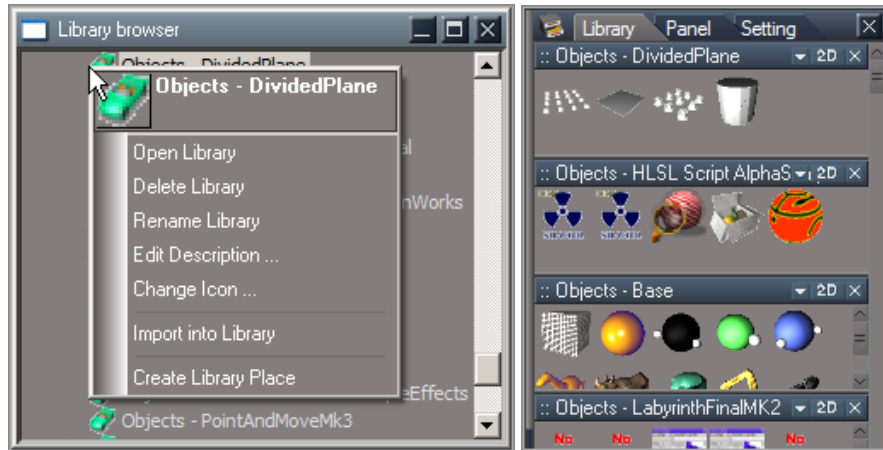 Library browser
Objects - DividedPlane
Objects - DividedPlane
Open Library
Delete Library
Rename Library
Edit Description ...
Change Icon ...
Import into Library
Create Library Place
Objects - PointAndMoveMk3
Library Panel Setting
:: Objects - DividedPlane 2D
:: Objects - HLSL Script AlphaS 2D
:: Objects - Base 2D
:: Objects - LabyrinthFinalMK2 2D
No No No